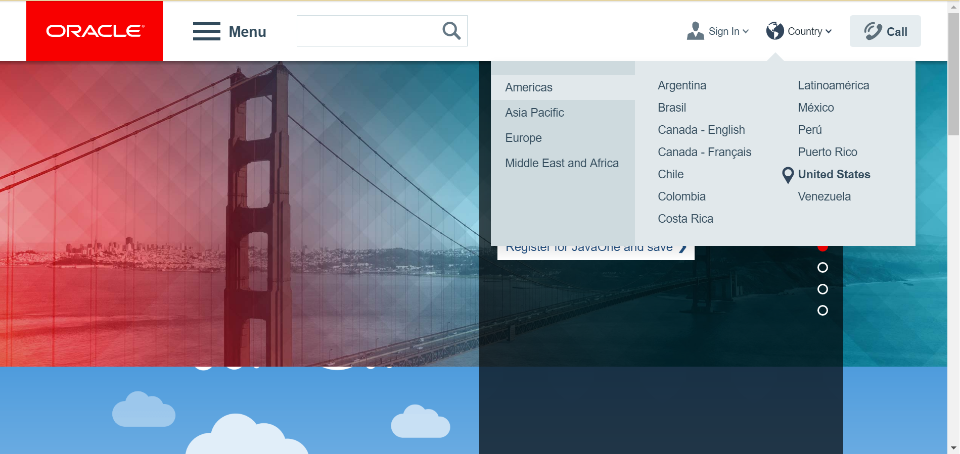 ORACLE
Menu
Sign In
Country
Call
Americas
Asia Pacific
Europe
Middle East and Africa
Argentina
Brasil
Canada - English
Canada - Français
Chile
Colombia
Costa Rica
Latinoamérica
México
Perú
Puerto Rico
United States
Venezuela
Register for JavaOne and save